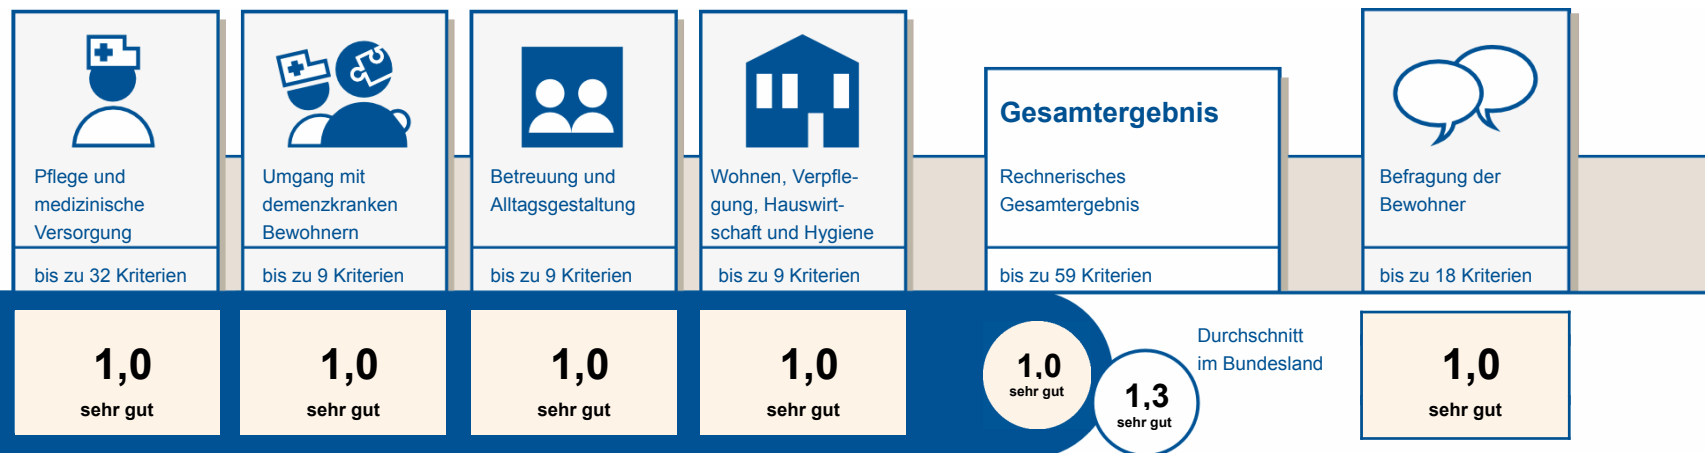 Pflege und
medizinische
Versorgung
bis zu 32 Kriterien
1,0
sehr gut
Umgang mit
demenzkranken
Bewohnern
bis zu 9 Kriterien
1,0
sehr gut
Betreuung und
Alltagsgestaltung
bis zu 9 Kriterien
1,0
sehr gut
Wohnen, Verpfle-
gung, Hauswirt-
schaft und Hygiene
bis zu 9 Kriterien
1,0
sehr gut
Gesamtergebnis
Rechnerisches
Gesamtergebnis
bis zu 59 Kriterien
1,0
sehr gut
1,3
sehr gut
Durchschnitt
im Bundesland
Befragung der
Bewohner
bis zu 18 Kriterien
1,0
sehr gut